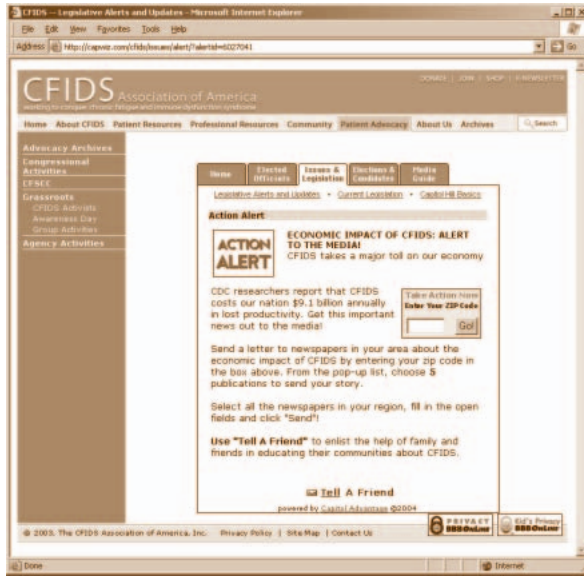 CFIDS -- Legislative Alerts and Updates - Microsoft Internet Explorer
File Edit View Favorites Tools Help
Address http://capwiz.com/cfids/issues/alert/?alertid=6027041 Go
DONATE | JOIN | SHOP | E-NEWSLETTER
CFIDS Association of America
working to conquer chronic fatigue and immune dysfunction syndrome
Home About CFIDS Patient Resources Professional Resources Community Patient Advocacy About Us Archives Search
Advocacy Archives
Congressional
Activities
CFSCC
Grassroots
CFIDS Activists
Awareness Day
Group Activities
Agency Activities
Home
Elected
Officials
Issues &
Legislation
Elections &
Candidates
Media
Guide
Legislative Alerts and Updates • Current Legislation • Capitol Hill Basics
Action Alert
ACTION
ALERT
ECONOMIC IMPACT OF CFIDS: ALERT
TO THE MEDIA!
CFIDS takes a major toll on our economy
CDC researchers report that CFIDS
costs our nation $9.1 billion annually
in lost productivity. Get this important
news out to the media!
Take Action Now
Enter Your ZIP Code
Go!
Send a letter to newspapers in your area about the
economic impact of CFIDS by entering your zip code in
the box above. From the pop-up list, choose 5
publications to send your story.
Select all the newspapers in your region, fill in the open
fields and click "Send"!
Use "Tell A Friend" to enlist the help of family and
friends in educating their communities about CFIDS.
Tell A Friend
powered by Capitol Advantage ©2004
PRIVACY
BBBOnLine
Kid's Privacy
BBBOnLine
© 2003, The CFIDS Association of America, Inc. Privacy Policy | Site Map | Contact Us
Done Internet